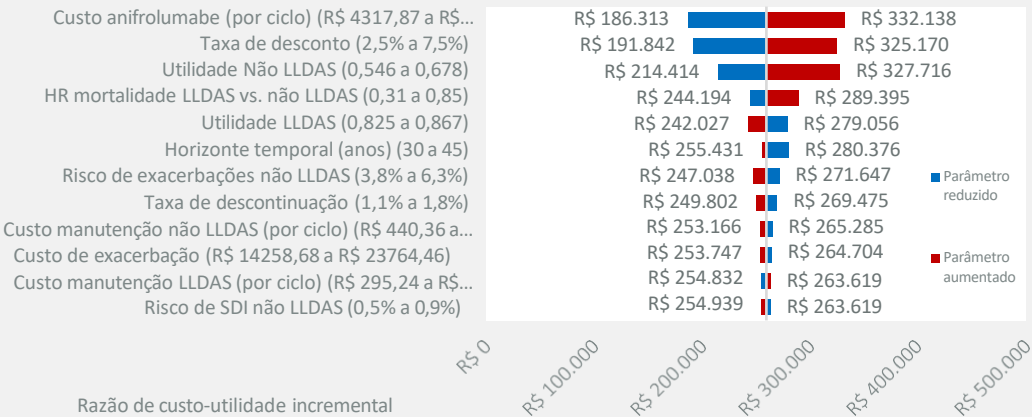 Custo anifrolumabe (por ciclo) (R$ 4317,87 a R$... R$ 186.313 R$ 332.138
Taxa de desconto (2,5% a 7,5%) R$ 191.842 R$ 325.170
Utilidade Não LLDAS (0,546 a 0,678) R$ 214.414 R$ 327.716
HR mortalidade LLDAS vs. não LLDAS (0,31 a 0,85) R$ 244.194 R$ 289.395
Utilidade LLDAS (0,825 a 0,867) R$ 242.027 R$ 279.056
Horizonte temporal (anos) (30 a 45) R$ 255.431 R$ 280.376
Risco de exacerbações não LLDAS (3,8% a 6,3%) R$ 247.038 R$ 271.647
Taxa de descontinuação (1,1% a 1,8%) R$ 249.802 R$ 269.475
Custo manutenção não LLDAS (por ciclo) (R$ 440,36 a... R$ 253.166 R$ 265.285
Custo de exacerbação (R$ 14258,68 a R$ 23764,46) R$ 253.747 R$ 264.704
Custo manutenção LLDAS (por ciclo) (R$ 295,24 a R$... R$ 254.832 R$ 263.619
Risco de SDI não LLDAS (0,5% a 0,9%) R$ 254.939 R$ 263.619
Parâmetro
reduzido
Parâmetro
aumentado
R$ 0 R$ 100.000 R$ 200.000 R$ 300.000 R$ 400.000 R$ 500.000
Razão de custo-utilidade incremental